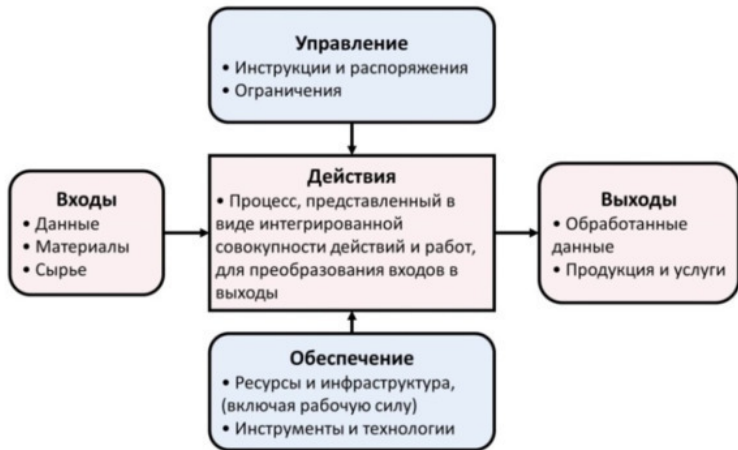 Управление
• Инструкции и распоряжения
• Ограничения
Входы
• Данные
• Материалы
• Сырье
Действия
• Процесс, представленный в
виде интегрированной
совокупности действий и работ,
для преобразования входов в
выходы
Выходы
• Обработанные
данные
• Продукция и услуги
Обеспечение
• Ресурсы и инфраструктура,
(включая рабочую силу)
• Инструменты и технологии